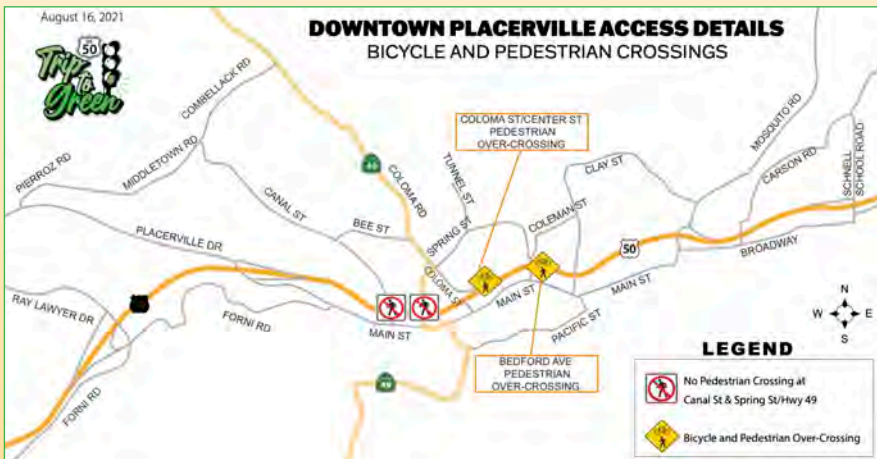 August 16, 2021
50
Trip
to
Green
DOWNTOWN PLACERVILLE ACCESS DETAILS
BICYCLE AND PEDESTRIAN CROSSINGS
COMBELLACK RD
COLOMA ST/CENTER ST
PEDESTRIAN
OVER-CROSSING
MOSQUITO RD
PIERROZ RD
MIDDLETOWN RD
49
COLOMA RD
TUNNEL ST
CLAY ST
CARSON RD
SCHNELL
SCHOOL ROAD
CANAL ST
BEE ST
SPRING ST
COLEMAN ST
PLACERVILLE DR
50
BROADWAY
COLOMA ST
MAIN ST
MAIN ST
RAY LAWYER DR
FORNI RD
MAIN ST
PACIFIC ST
N
W
E
S
FORNI RD
49
BEDFORD AVE
PEDESTRIAN
OVER-CROSSING
LEGEND
No Pedestrian Crossing at
Canal St & Spring St/Hwy 49
Bicycle and Pedestrian Over-Crossing